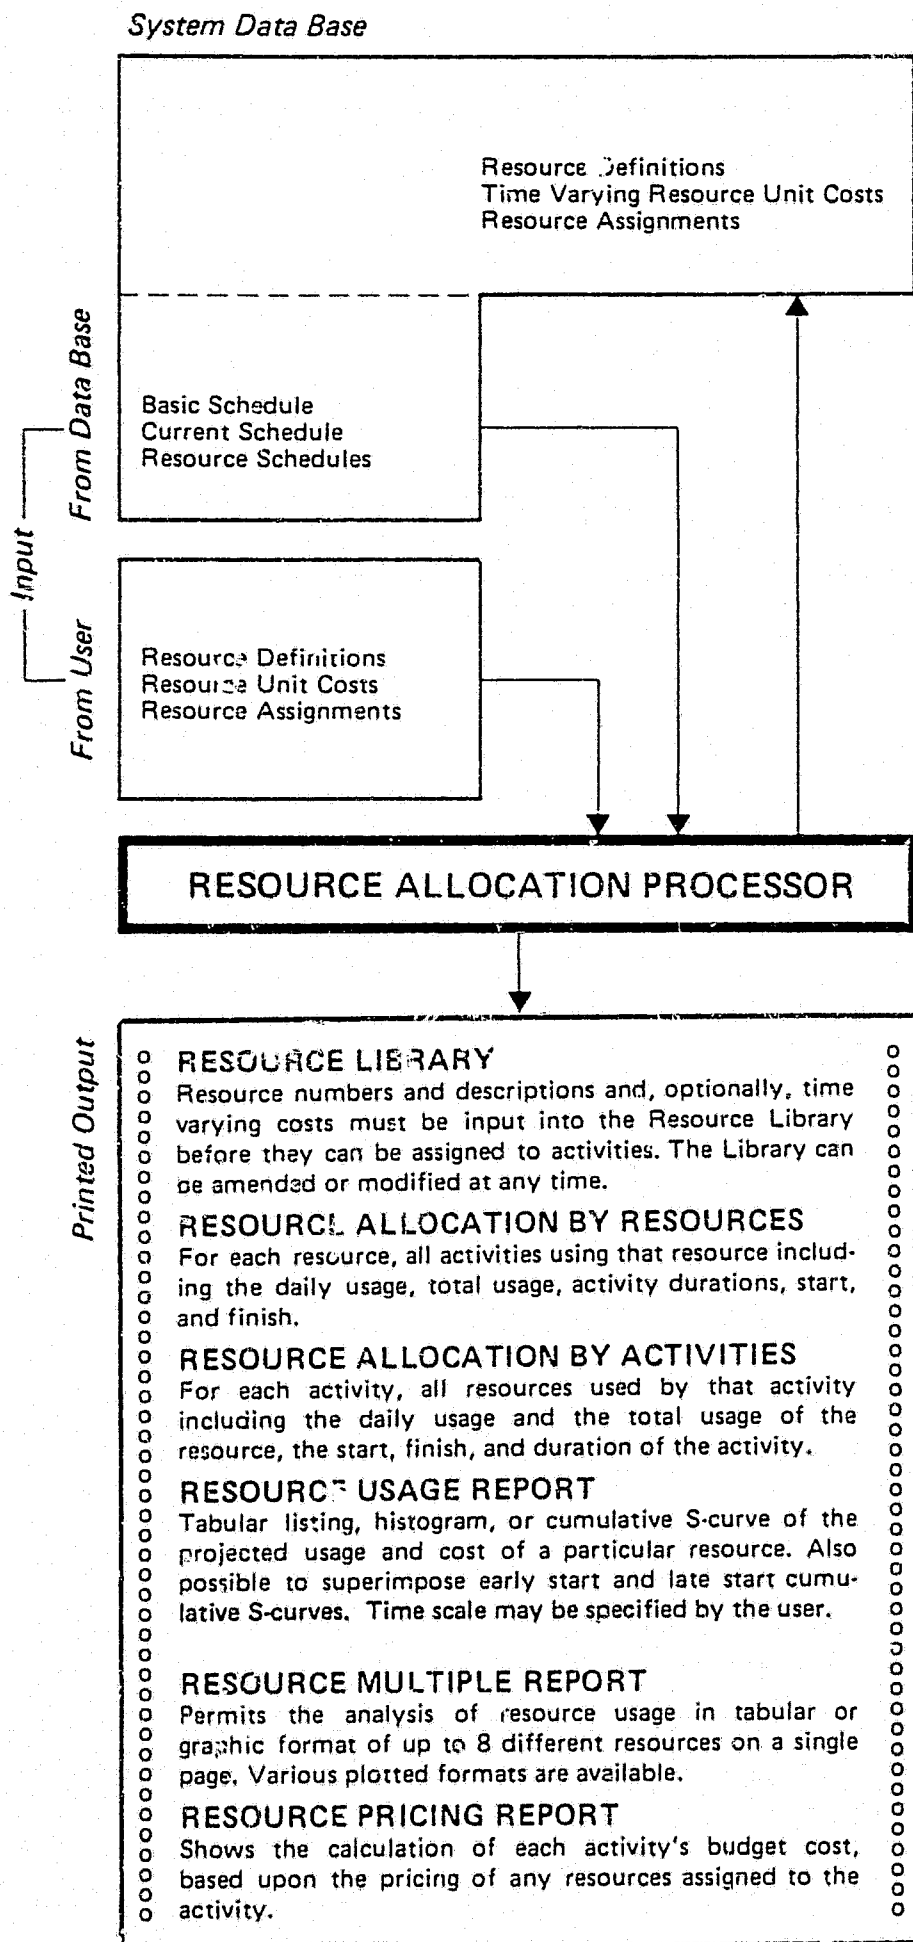 System Data Base
Resource Definitions
Time Varying Resource Unit Costs
Resource Assignments
From Data Base
Basic Schedule
Current Schedule
Resource Schedules
Input
From User
Resource Definitions
Resource Unit Costs
Resource Assignments
RESOURCE ALLOCATION PROCESSOR
Printed Output
RESOURCE LIBRARY
Resource numbers and descriptions and, optionally, time
varying costs must be input into the Resource Library
before they can be assigned to activities. The Library can
be amended or modified at any time.
RESOURCE ALLOCATION BY RESOURCES
For each resource, all activities using that resource includ-
ing the daily usage, total usage, activity durations, start,
and finish.
RESOURCE ALLOCATION BY ACTIVITIES
For each activity, all resources used by that activity
including the daily usage and the total usage of the
resource, the start, finish, and duration of the activity.
RESOURCE USAGE REPORT
Tabular listing, histogram, or cumulative S-curve of the
projected usage and cost of a particular resource. Also
possible to superimpose early start and late start cumu-
lative S-curves. Time scale may be specified by the user.
RESOURCE MULTIPLE REPORT
Permits the analysis of resource usage in tabular or
graphic format of up to 8 different resources on a single
page. Various plotted formats are available.
RESOURCE PRICING REPORT
Shows the calculation of each activity's budget cost,
based upon the pricing of any resources assigned to the
activity.